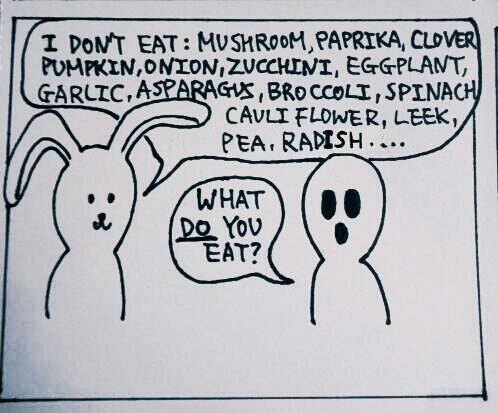 I DON'T EAT: MUSHROOM, PAPRIKA, CLOVER
PUMPKIN, ONION, ZUCCHINI, EGGPLANT,
GARLIC, ASPARAGUS, BROCCOLI, SPINACH
CAULIFLOWER, LEEK,
PEA, RADISH....
WHAT
DO YOU
EAT?